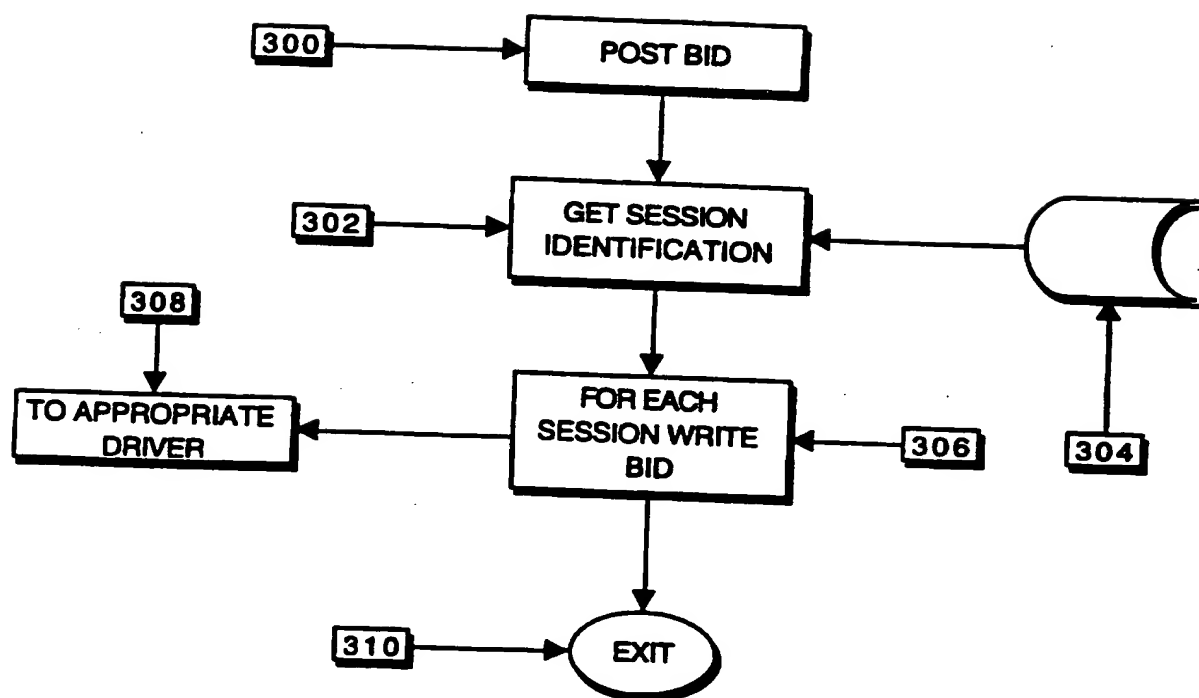 300
POST BID
302
GET SESSION
IDENTIFICATION
308
TO APPROPRIATE
DRIVER
FOR EACH
SESSION WRITE
BID
306
304
310
EXIT